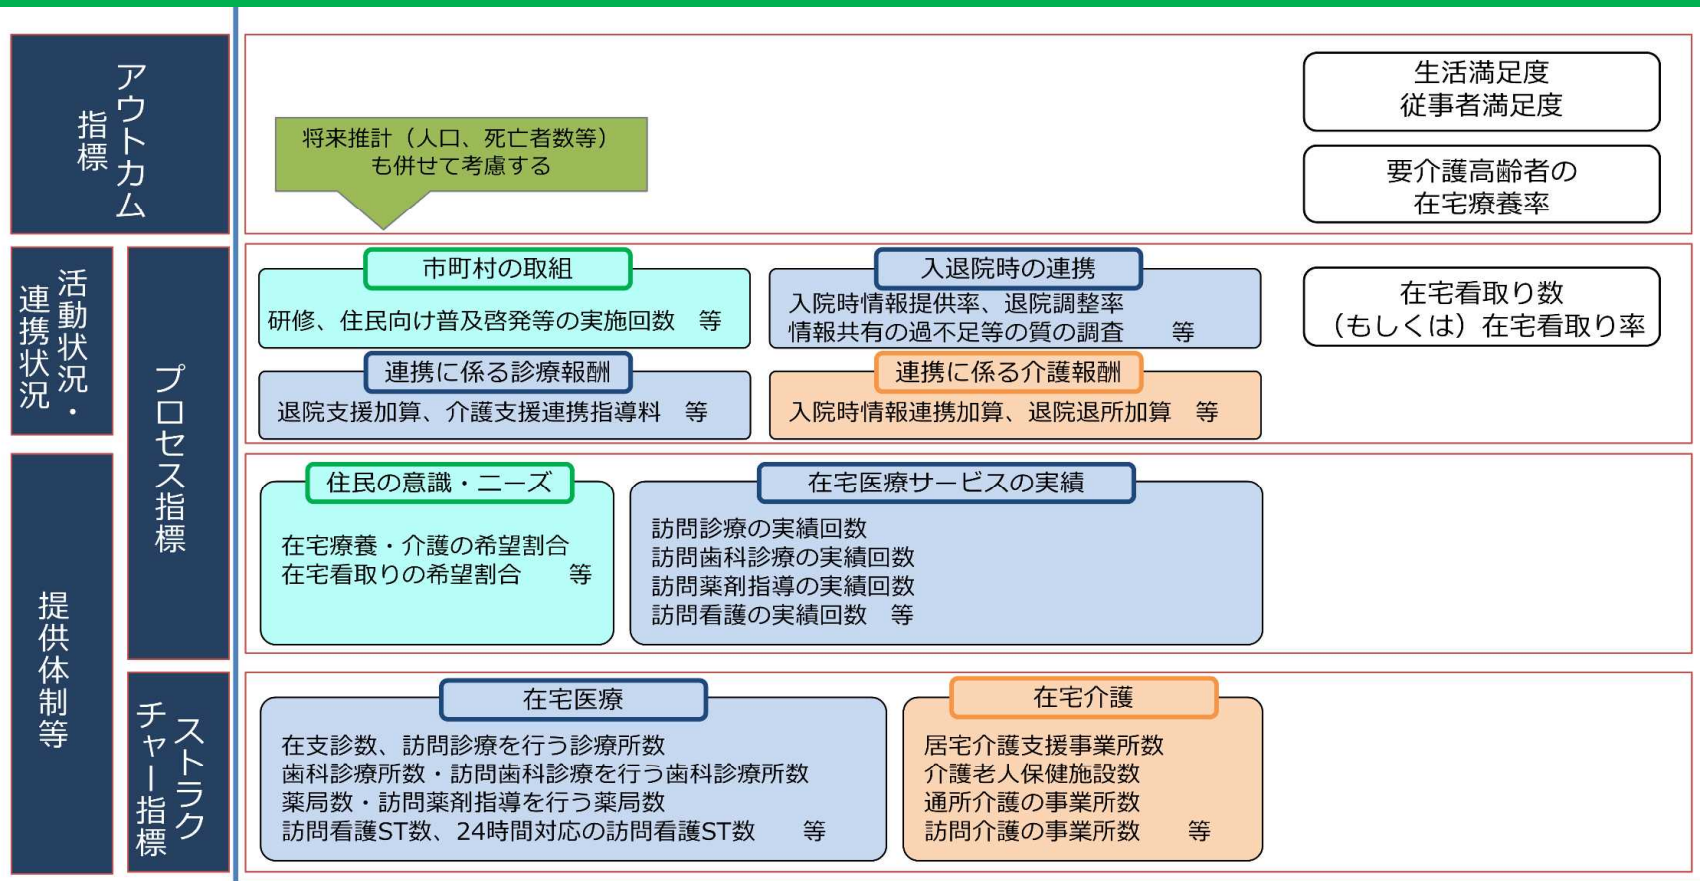 アウトカム
指標
生活満足度
従事者満足度
将来推計（人口、死亡者数等）
も併せて考慮する
要介護高齢者の
在宅療養率
活動状況・
連携状況
プロセス指標
市町村の取組
研修、住民向け普及啓発等の実施回数　等
入退院時の連携
入院時情報提供率、退院調整率
情報共有の過不足等の質の調査　　等
在宅看取り数
（もしくは）在宅看取り率
連携に係る診療報酬
退院支援加算、介護支援連携指導料　等
連携に係る介護報酬
入院時情報連携加算、退院退所加算　等
提供体制等
住民の意識・ニーズ
在宅療養・介護の希望割合
在宅看取りの希望割合　　等
在宅医療サービスの実績
訪問診療の実績回数
訪問歯科診療の実績回数
訪問薬剤指導の実績回数
訪問看護の実績回数　等
ストラク
チャー指標
在宅医療
在支診数、訪問診療を行う診療所数
歯科診療所数・訪問歯科診療を行う歯科診療所数
薬局数・訪問薬剤指導を行う薬局数
訪問看護ST数、24時間対応の訪問看護ST数　　等
在宅介護
居宅介護支援事業所数
介護老人保健施設数
通所介護の事業所数
訪問介護の事業所数　　等